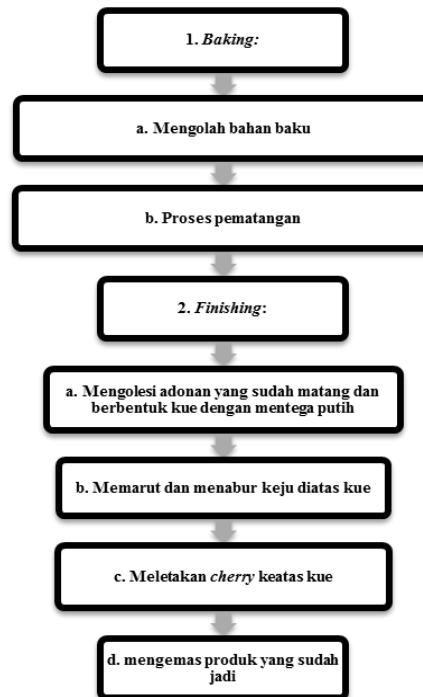 1. Baking:
a. Mengolah bahan baku
b. Proses pematangan
2. Finishing:
a. Mengolesi adonan yang sudah matang dan
berbentuk kue dengan mentega putih
b. Memarut dan menabur keju diatas kue
c. Meletakan cherry keatas kue
d. mengemas produk yang sudah
jadi